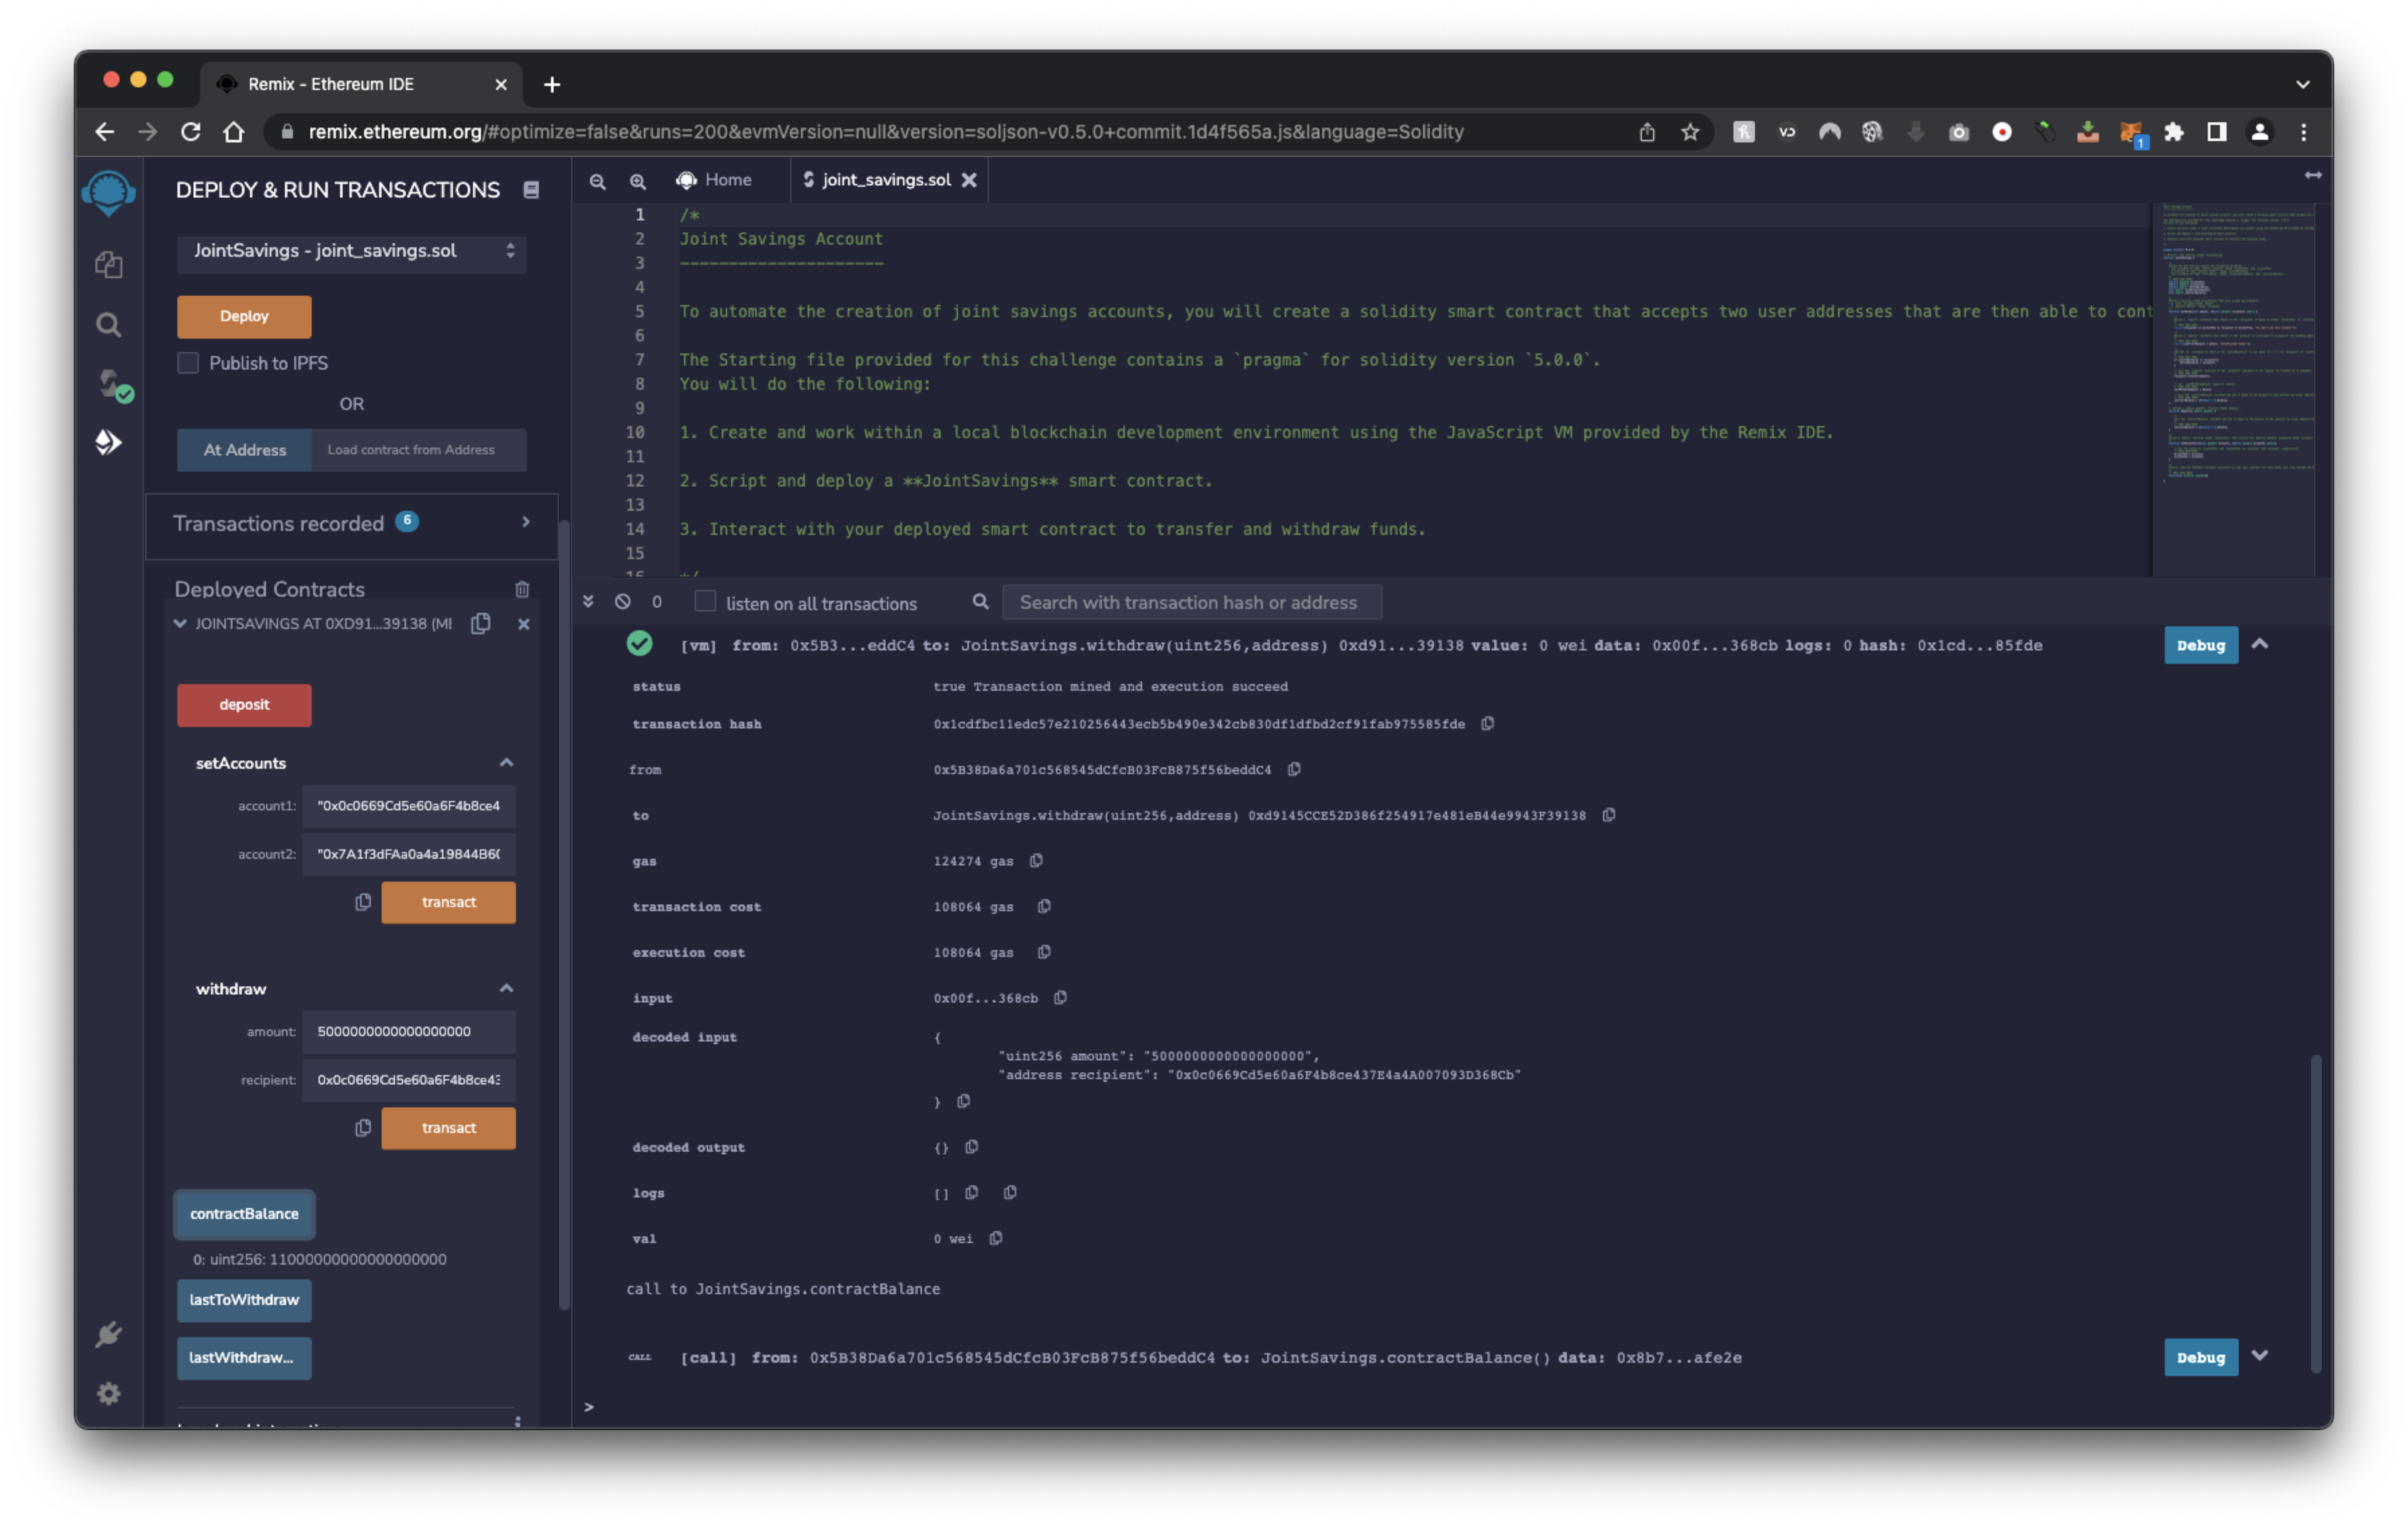 Remix - Ethereum IDE
remix.ethereum.org/#optimize=false&runs=200&evmVersion=null&version=soljson-v0.5.0+commit.1d4f565a.js&language=Solidity
1
DEPLOY & RUN TRANSACTIONS
JointSavings - joint_savings.sol
Deploy
Publish to IPFS
OR
At Address
Load contract from Address
Transactions recorded 6
Deployed Contracts
JOINTSAVINGS AT 0XD91...39138 (ME
deposit
setAccounts
account1: "0x0c0669Cd5e60a6F4b8ce4
account2: "0x7A1f3dFAa0a4a19844B60
transact
withdraw
amount: 5000000000000000000
recipient: 0x0c0669Cd5e60a6F4b8ce43
transact
contractBalance
0: uint256: 11000000000000000000
lastToWithdraw
lastWithdraw...
Home
joint_savings.sol
1 /*
2 Joint Savings Account
3 ---------------------
4
5 To automate the creation of joint savings accounts, you will create a solidity smart contract that accepts two user addresses that are then able to cont
6
7 The Starting file provided for this challenge contains a `pragma` for solidity version `5.0.0`.
8 You will do the following:
9
10 1. Create and work within a local blockchain development environment using the JavaScript VM provided by the Remix IDE.
11
12 2. Script and deploy a **JointSavings** smart contract.
13
14 3. Interact with your deployed smart contract to transfer and withdraw funds.
15
16 */
0 listen on all transactions
Search with transaction hash or address
[vm] from: 0x5B3...eddC4 to: JointSavings.withdraw(uint256,address) 0xd91...39138 value: 0 wei data: 0x00f...368cb logs: 0 hash: 0x1cd...85fde
Debug
status true Transaction mined and execution succeed
transaction hash 0x1cdfbc11edc57e210256443ecb5b490e342cb830df1dfbd2cf91fab975585fde
from 0x5B38Da6a701c568545dCfcB03FcB875f56beddC4
to JointSavings.withdraw(uint256,address) 0xd9145CCE52D386f254917e481eB44e9943F39138
gas 124274 gas
transaction cost 108064 gas
execution cost 108064 gas
input 0x00f...368cb
decoded input {
"uint256 amount": "5000000000000000000",
"address recipient": "0x0c0669Cd5e60a6F4b8ce437E4a4A007093D368Cb"
}
decoded output {}
logs []
val 0 wei
call to JointSavings.contractBalance
CALL [call] from: 0x5B38Da6a701c568545dCfcB03FcB875f56beddC4 to: JointSavings.contractBalance() data: 0x8b7...afe2e
Debug
>